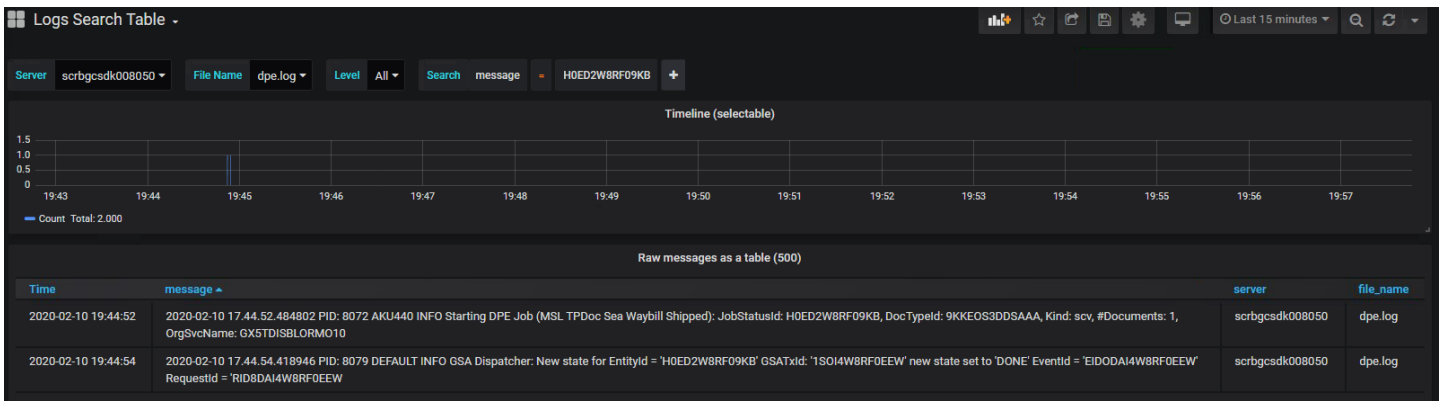 Logs Search Table
Last 15 minutes
Server scrbgcsdk008050 File Name dpe.log Level All Search message = H0ED2W8RF09KB +
Timeline (selectable)
1.5
1.0
0.5
0
19:43 19:44 19:45 19:46 19:47 19:48 19:49 19:50 19:51 19:52 19:53 19:54 19:55 19:56 19:57
Count Total: 2.000
Raw messages as a table (500)
Time message server file_name
2020-02-10 19:44:52 2020-02-10 17.44.52.484802 PID: 8072 AKU440 INFO Starting DPE Job (MSL TPDoc Sea Waybill Shipped): JobStatusId: H0ED2W8RF09KB, DocTypeId: 9KKEOS3DDSAAA, Kind: scv, #Documents: 1, scrbgcsdk008050 dpe.log
OrgSvcName: GX5TDISBLORMO10
2020-02-10 19:44:54 2020-02-10 17.44.54.418946 PID: 8079 DEFAULT INFO GSA Dispatcher: New state for EntityId = 'H0ED2W8RF09KB' GSATxId: '1SOI4W8RF0EEW' new state set to 'DONE' EventId = 'EIDODAI4W8RF0EEW' scrbgcsdk008050 dpe.log
RequestId = 'RID8DAI4W8RF0EEW